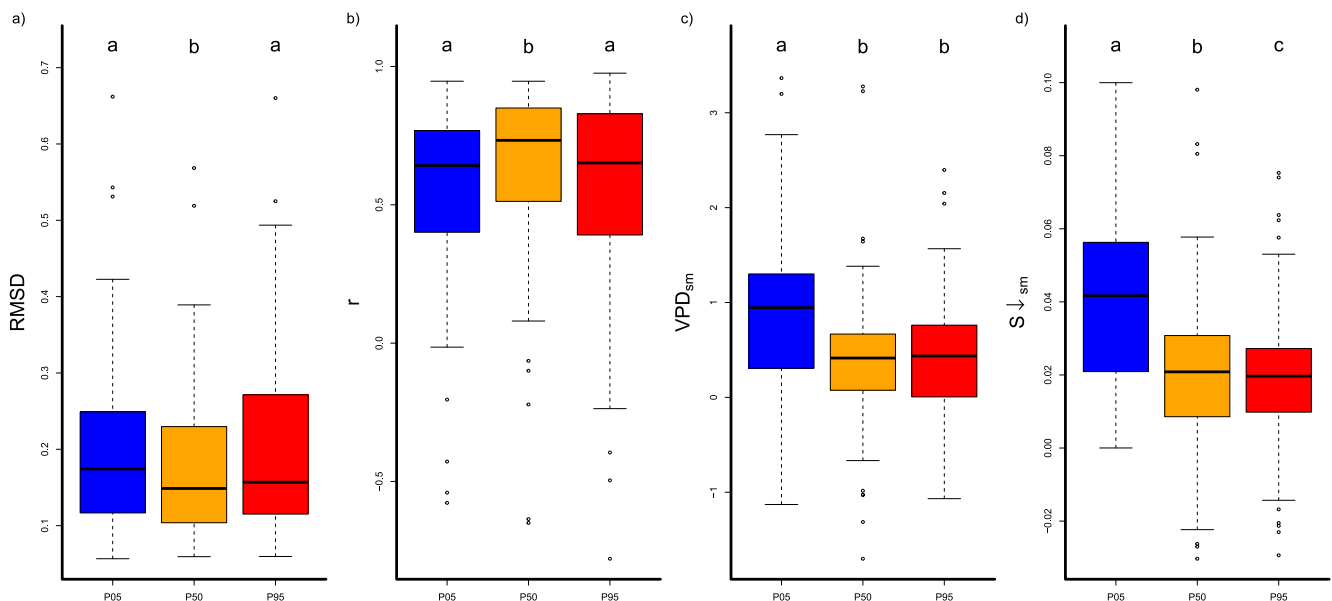 a)
RMSD
0.7
0.6
0.5
0.4
0.3
0.2
0.1
a b a
P05 P50 P95
b)
r
1.0
0.5
0.0
−0.5
a b a
P05 P50 P95
c)
VPDsm
3
2
1
0
−1
a b b
P05 P50 P95
d)
S↓sm
0.10
0.08
0.06
0.04
0.02
0.00
−0.02
a b c
P05 P50 P95